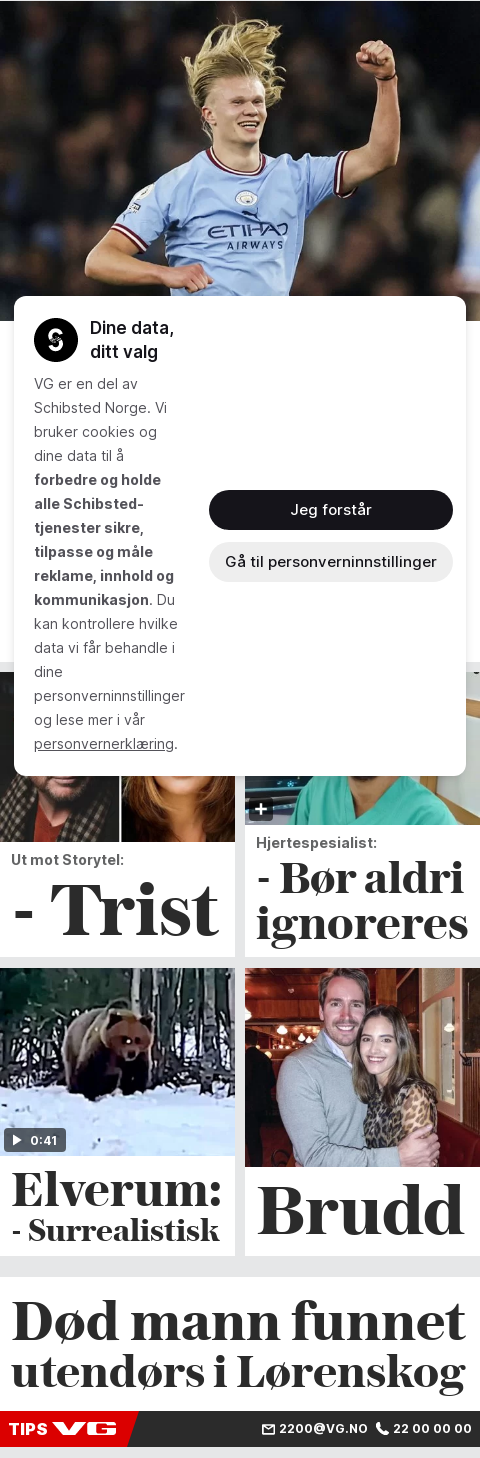 ETIHAD
AIRWAYS
Dine data,
ditt valg
VG er en del av
Schibsted Norge. Vi
bruker cookies og
dine data til å
forbedre og holde
alle Schibsted-
tjenester sikre,
tilpasse og måle
reklame, innhold og
kommunikasjon. Du
kan kontrollere hvilke
data vi får behandle i
dine
personverninnstillinger
og lese mer i vår
personvernerklæring.
Jeg forstår
Gå til personverninnstillinger
Ut mot Storytel:
- Trist
Hjertespesialist:
- Bør aldri
ignoreres
0:41
Elverum:
- Surrealistisk
Brudd
Død mann funnet
utendørs i Lørenskog
TIPS VG 2200@VG.NO 22 00 00 00